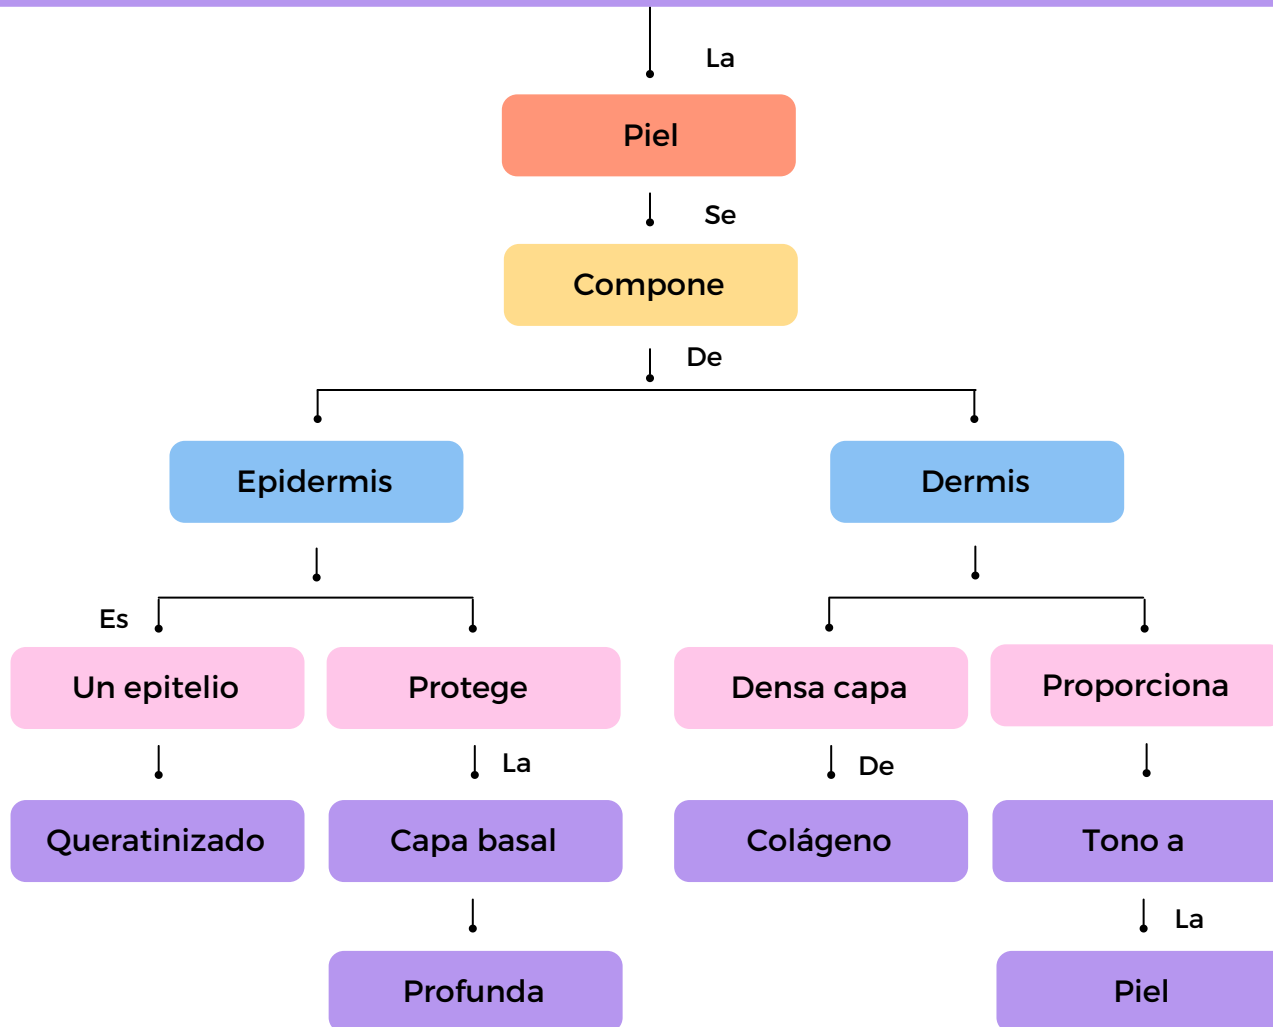 La
Piel
Se
Compone
De
Epidermis
Dermis
Es
Un epitelio
Protege
Densa capa
Proporciona
La
De
Queratinizado
Capa basal
Colágeno
Tono a
La
Profunda
Piel